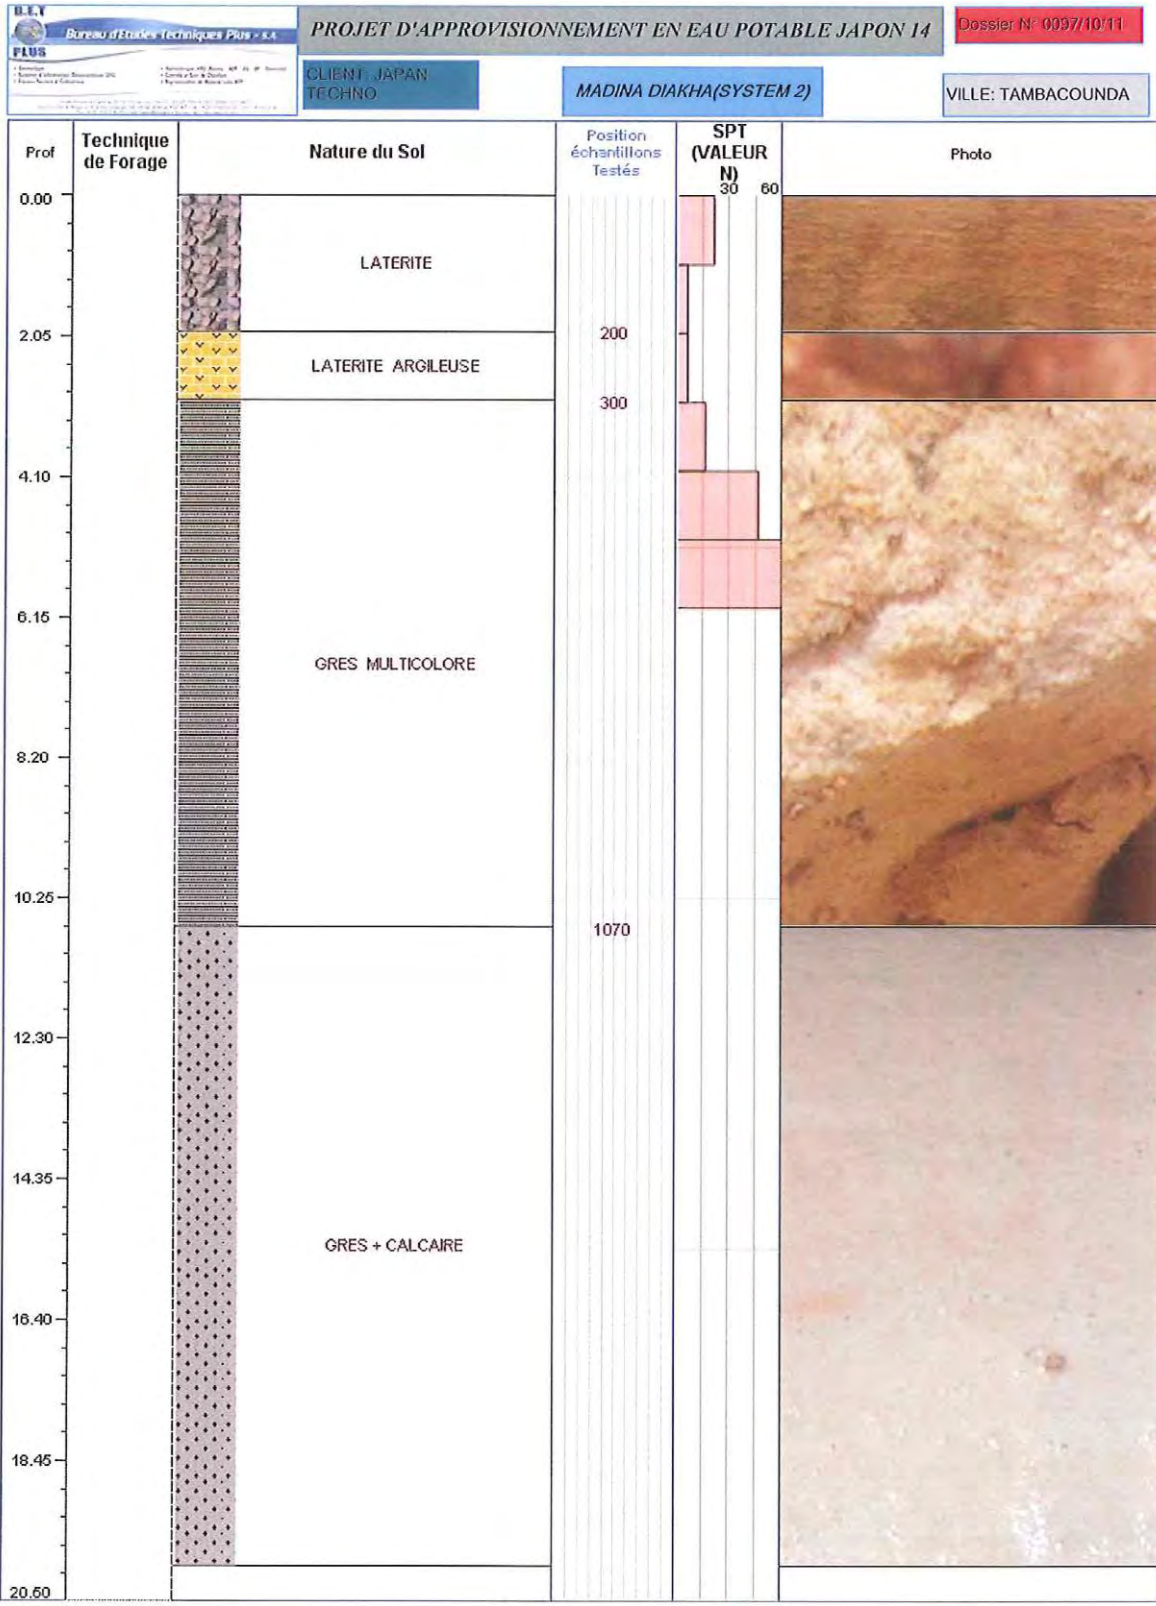 B.E.T
PLUS
Bureau d'Etudes Techniques Plus - S.A
PROJET D'APPROVISIONNEMENT EN EAU POTABLE JAPON 14
Dossier N° 0097/10/11
CLIENT: JAPAN
TECHNO
MADINA DIAKHA(SYSTEM 2)
VILLE: TAMBACOUNDA
Prof
Technique
de Forage
Nature du Sol
Position
échantillons
Testés
SPT
(VALEUR
N)
30 60
Photo
0.00
LATERITE
2.05
200
LATERITE ARGILEUSE
300
4.10
6.15
GRES MULTICOLORE
8.20
10.25
1070
12.30
14.35
GRES + CALCAIRE
16.40
18.45
20.50